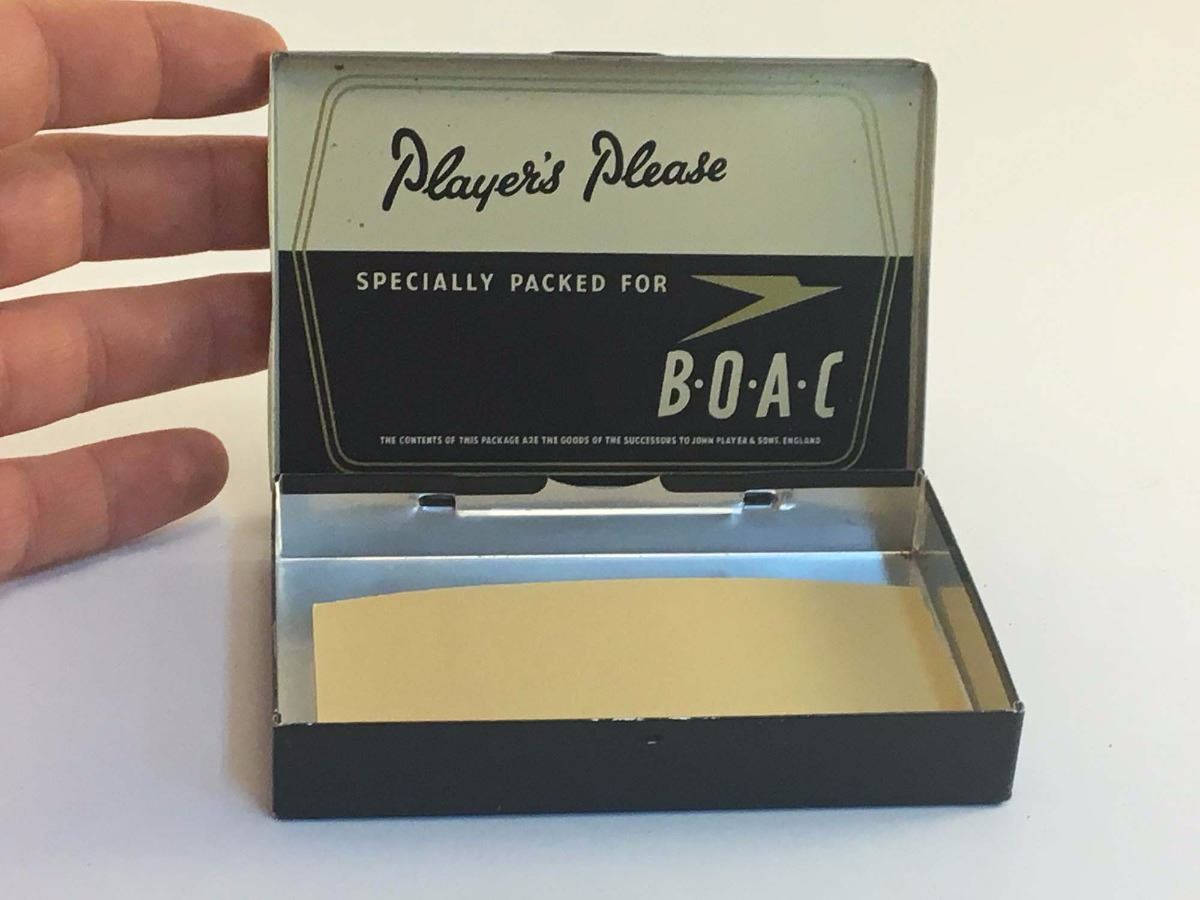 Player's Please
SPECIALLY PACKED FOR
B·O·A·C
THE CONTENTS OF THIS PACKAGE ARE THE GOODS OF THE SUCCESSORS TO JOHN PLAYER & SONS. ENGLAND